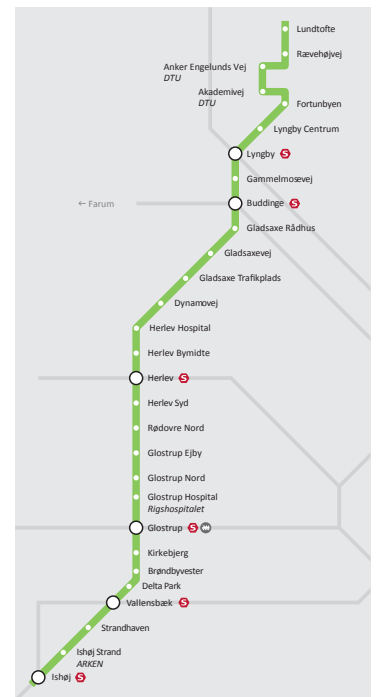 Lundtofte
Rævehøjvej
Anker Engelunds Vej
DTU
Akademivej
DTU
Fortunbyen
Lyngby Centrum
Lyngby S
Gammelmosevej
← Farum
Buddinge S
Gladsaxe Rådhus
Gladsaxevej
Gladsaxe Trafikplads
Dynamovej
Herlev Hospital
Herlev Bymidte
Herlev S
Herlev Syd
Rødovre Nord
Glostrup Ejby
Glostrup Nord
Glostrup Hospital
Rigshospitalet
Glostrup S
Kirkebjerg
Brøndbyvester
Delta Park
Vallensbæk S
Strandhaven
Ishøj Strand
ARKEN
Ishøj S